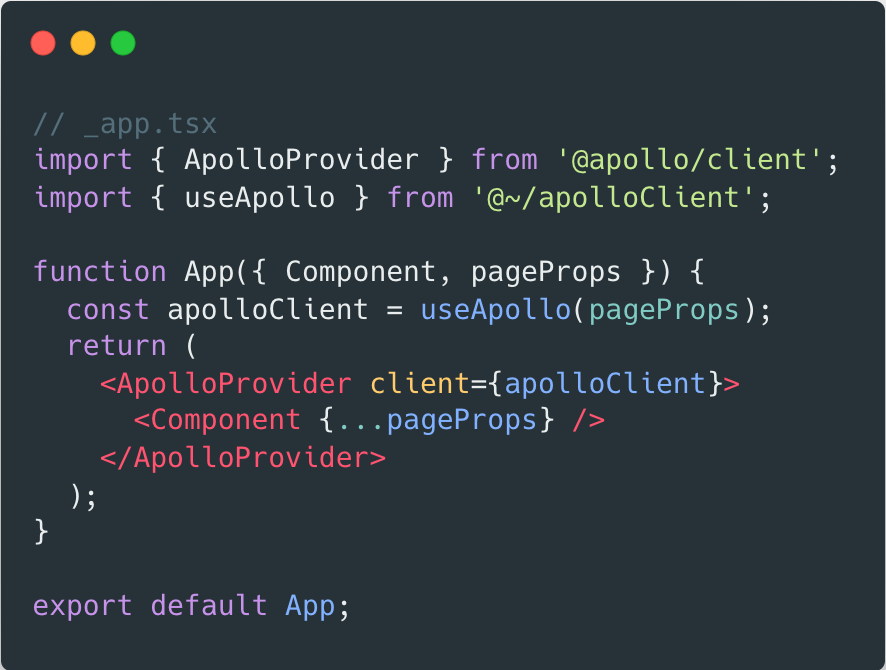 // _app.tsx
import { ApolloProvider } from '@apollo/client';
import { useApollo } from '@~/apolloClient';

function App({ Component, pageProps }) {
  const apolloClient = useApollo(pageProps);
  return (
    <ApolloProvider client={apolloClient}>
      <Component {...pageProps} />
    </ApolloProvider>
  );
}

export default App;